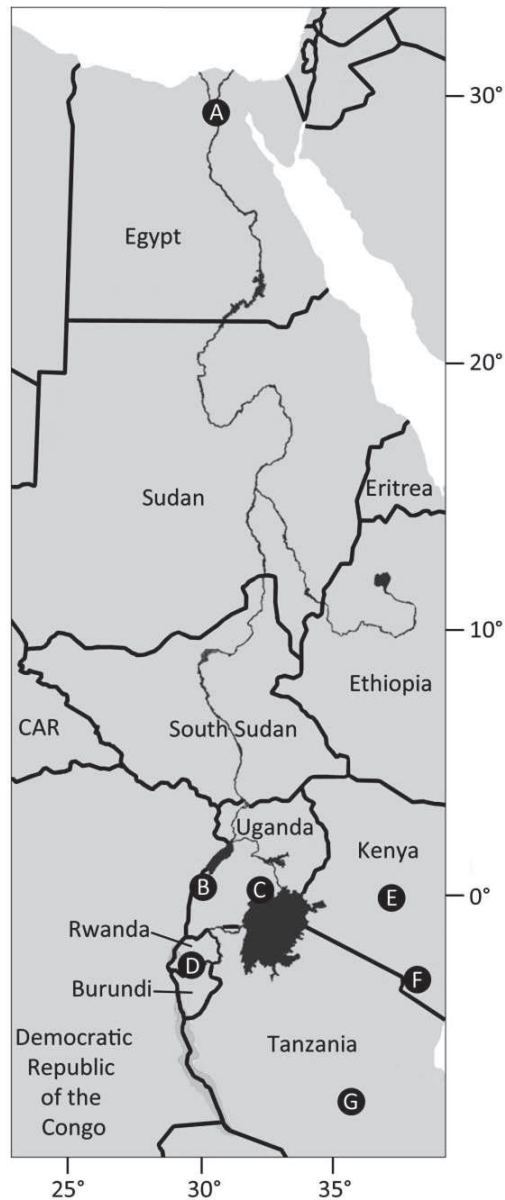 30°
A
Egypt
20°
Eritrea
Sudan
10°
Ethiopia
CAR
South Sudan
Uganda
Kenya
B
C
E
0°
Rwanda
D
F
Burundi
Democratic
Republic
of the
Congo
Tanzania
G
25°
30°
35°